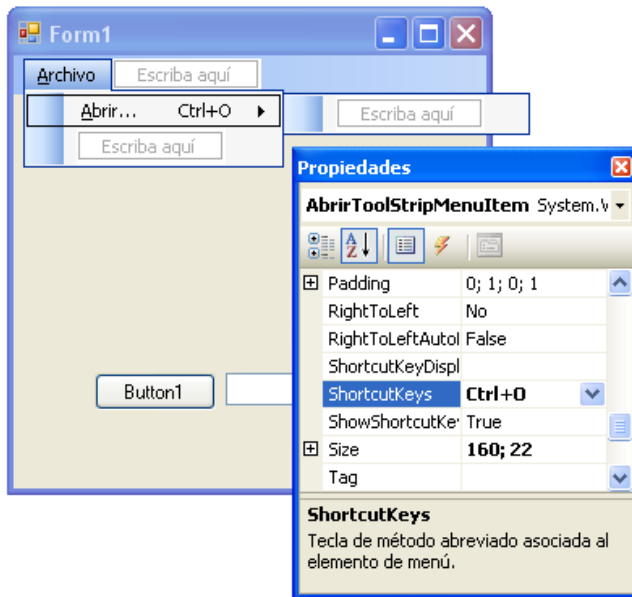 Form1
Archivo Escriba aquí
Abrir... Ctrl+O Escriba aquí
Escriba aquí
Propiedades
AbrirToolStripMenuItem System.W
Padding 0; 1; 0; 1
RightToLeft No
RightToLeftAutoI False
ShortcutKeyDispl
ShortcutKeys Ctrl+O
ShowShortcutKe True
Size 160; 22
Tag
Button1
ShortcutKeys
Tecla de método abreviado asociada al
elemento de menú.